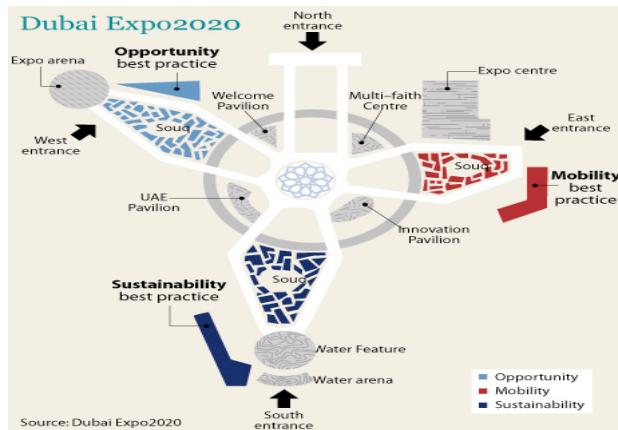 Dubai Expo2020
North
entrance
Expo arena
Opportunity
best practice
Welcome
Pavilion
Multi-faith
Centre
Expo centre
Souq
East
entrance
West
entrance
Souq
Mobility
best
practice
UAE
Pavilion
Innovation
Pavilion
Sustainability
best practice
Souq
Water Feature
Water arena
Opportunity
Mobility
Sustainability
South
entrance
Source: Dubai Expo2020